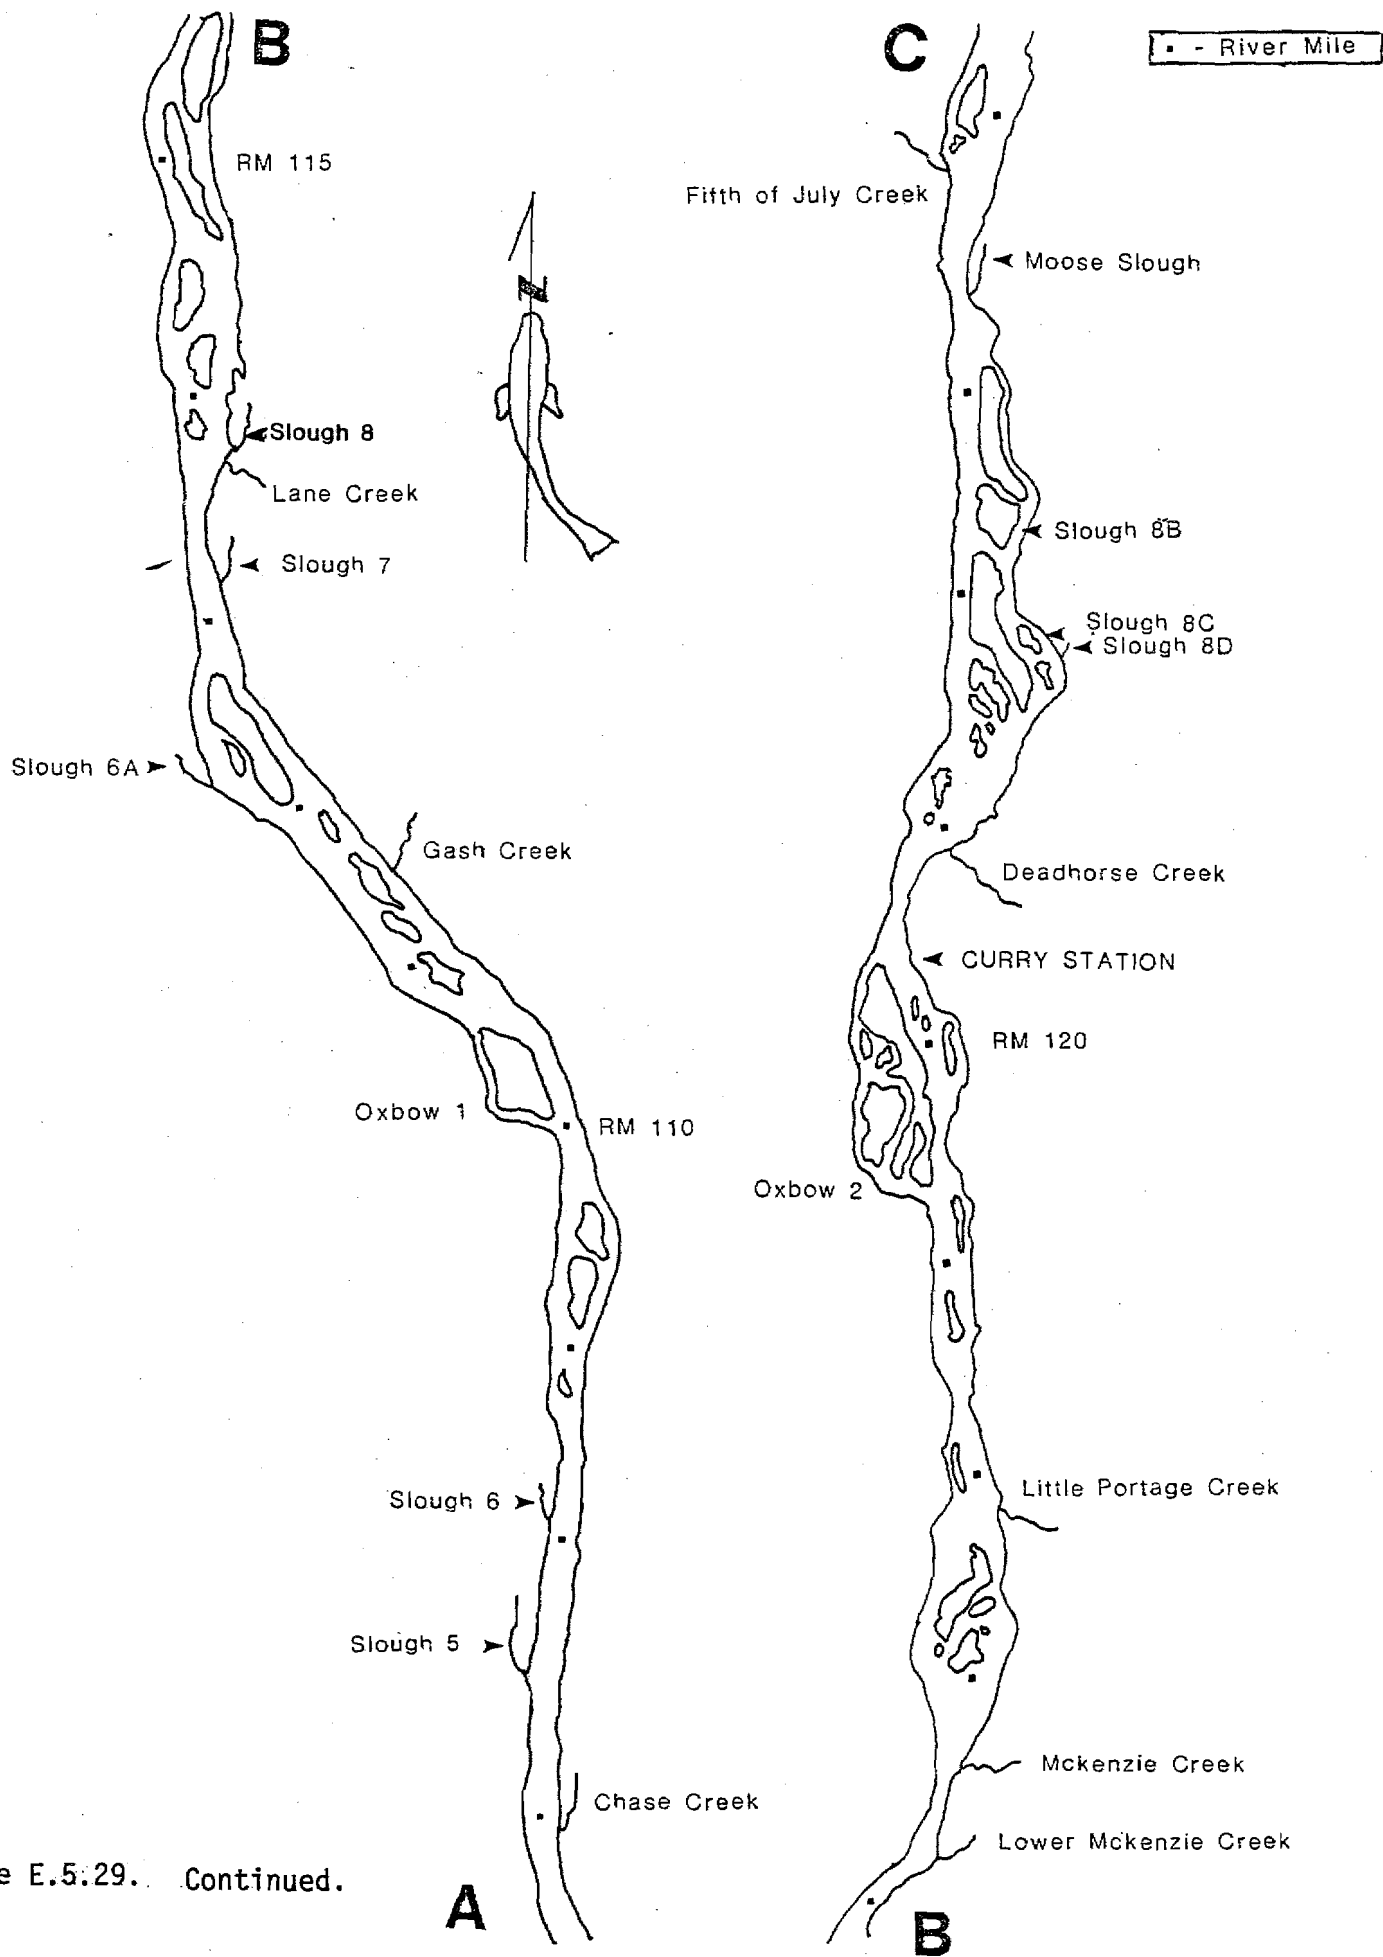 B
C
▪ - River Mile
RM 115
Fifth of July Creek
Moose Slough
N
Slough 8
Lane Creek
Slough 7
Slough 8B
Slough 8C
Slough 8D
Slough 6A
Gash Creek
Deadhorse Creek
CURRY STATION
RM 120
Oxbow 1
RM 110
Oxbow 2
Slough 6
Little Portage Creek
Slough 5
Mckenzie Creek
Chase Creek
Lower Mckenzie Creek
e E.5.29. Continued.
A
B